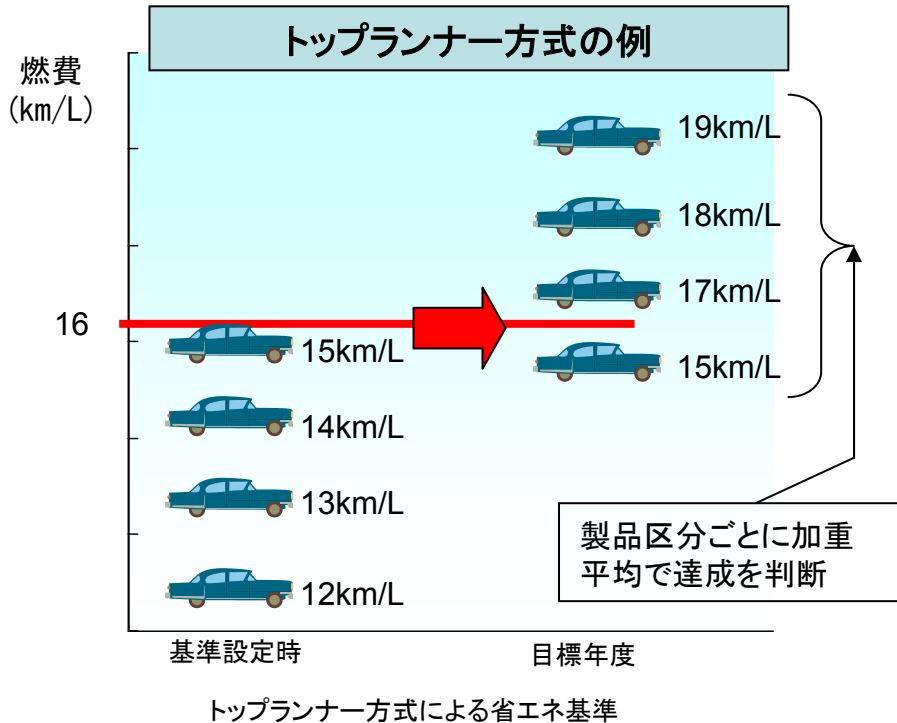 トップランナー方式の例
燃費
(km/L)
19km/L
18km/L
17km/L
16
15km/L
15km/L
14km/L
13km/L
12km/L
製品区分ごとに加重
平均で達成を判断
基準設定時
目標年度
トップランナー方式による省エネ基準